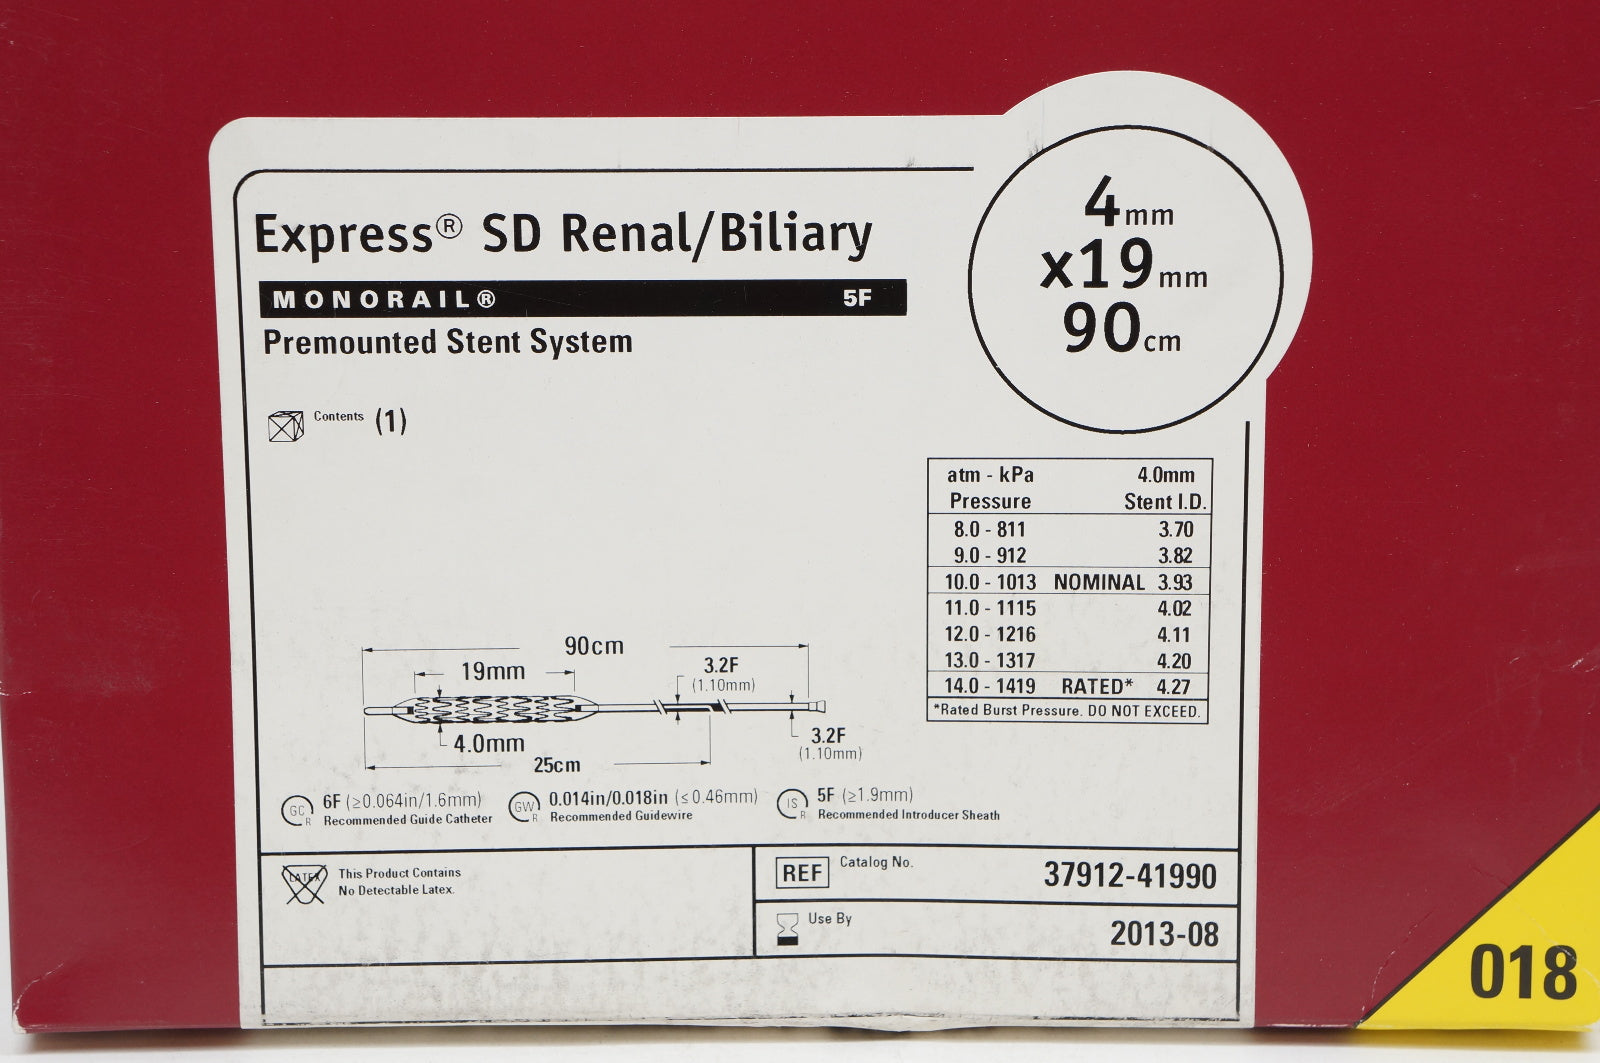 Express® SD Renal/Biliary
MONORAIL® 5F
Premounted Stent System
4mm
x19mm
90cm
Contents (1)
atm - kPa 4.0mm
Pressure Stent I.D.
8.0 - 811 3.70
9.0 - 912 3.82
10.0 - 1013 NOMINAL 3.93
11.0 - 1115 4.02
12.0 - 1216 4.11
13.0 - 1317 4.20
14.0 - 1419 RATED* 4.27
*Rated Burst Pressure. DO NOT EXCEED.
90cm
19mm
3.2F
(1.10mm)
4.0mm
3.2F
(1.10mm)
25cm
GC R 6F (≥0.064in/1.6mm)
Recommended Guide Catheter
GW R 0.014in/0.018in (≤0.46mm)
Recommended Guidewire
IS R 5F (≥1.9mm)
Recommended Introducer Sheath
LATEX This Product Contains
No Detectable Latex.
REF Catalog No. 37912-41990
Use By 2013-08
018